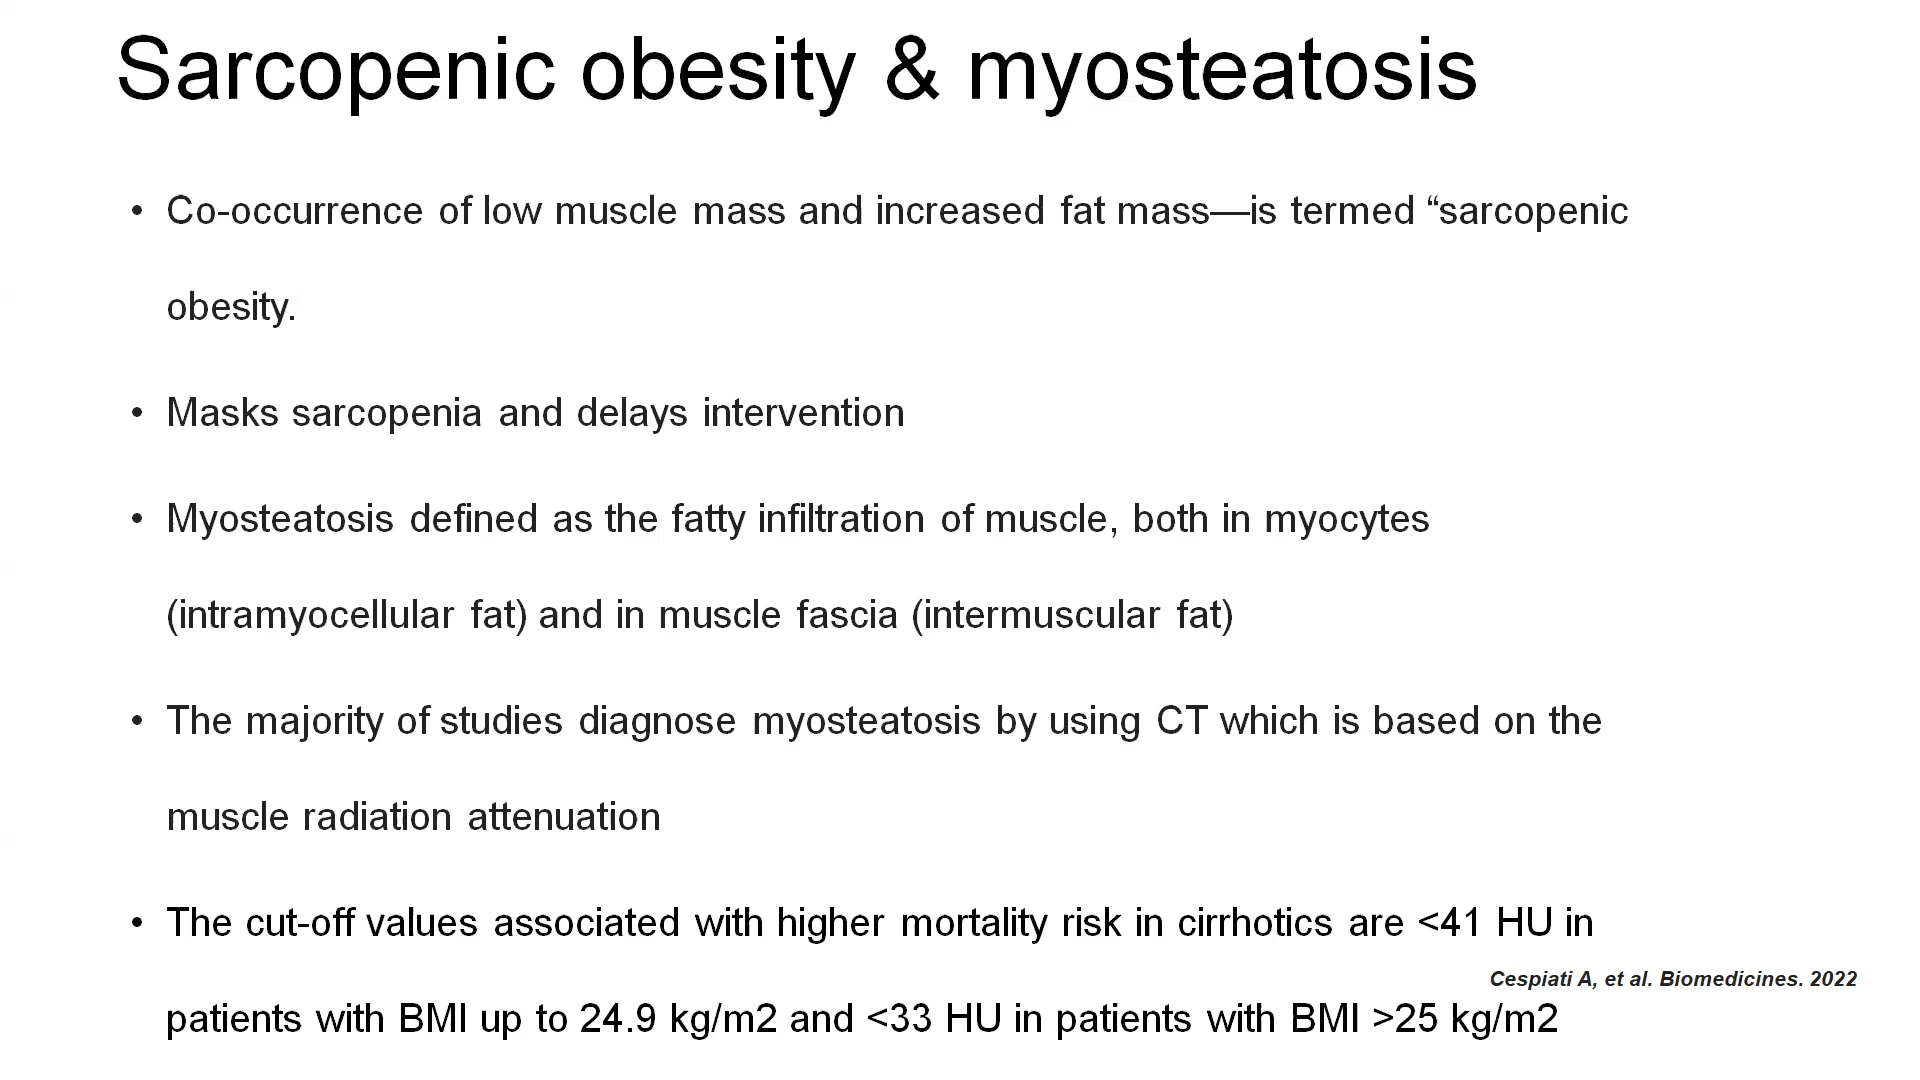 Sarcopenic obesity & myosteatosis
• Co-occurrence of low muscle mass and increased fat mass—is termed “sarcopenic
obesity.
• Masks sarcopenia and delays intervention
• Myosteatosis defined as the fatty infiltration of muscle, both in myocytes
(intramyocellular fat) and in muscle fascia (intermuscular fat)
• The majority of studies diagnose myosteatosis by using CT which is based on the
muscle radiation attenuation
• The cut-off values associated with higher mortality risk in cirrhotics are <41 HU in
Cespiati A, et al. Biomedicines. 2022
patients with BMI up to 24.9 kg/m2 and <33 HU in patients with BMI >25 kg/m2